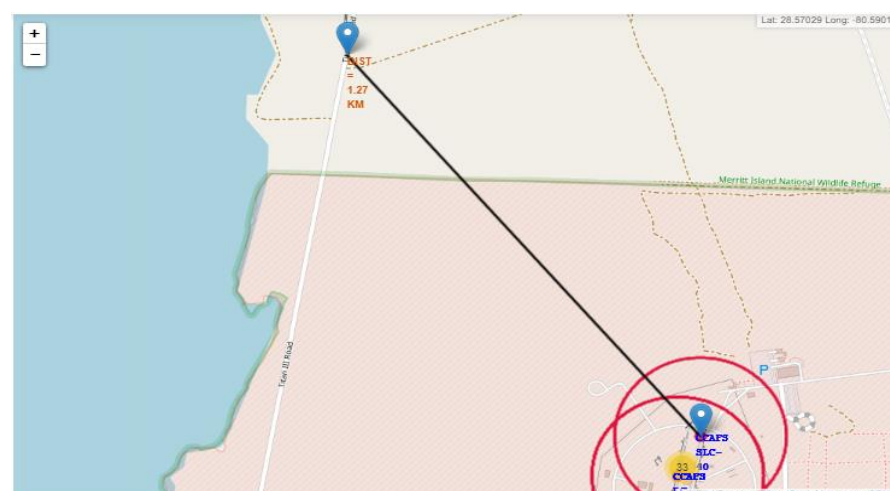 +
−
Lat: 28.57029 Long: -80.5901
DIST
=
1.27
KM
Merritt Island National Wildlife Refuge
Titan III Road
P
CCAFS
SLC-
40
33
CCAFS